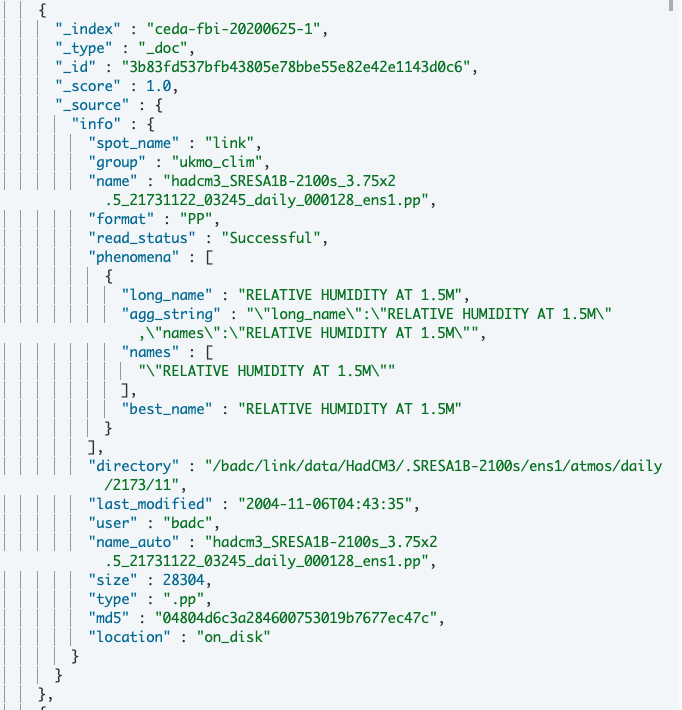 {
"_index" : "ceda-fbi-20200625-1",
"_type" : "_doc",
"_id" : "3b83fd537bfb43805e78bbe55e82e42e1143d0c6",
"_score" : 1.0,
"_source" : {
"info" : {
"spot_name" : "link",
"group" : "ukmo_clim",
"name" : "hadcm3_SRESA1B-2100s_3.75x2
.5_21731122_03245_daily_000128_ens1.pp",
"format" : "PP",
"read_status" : "Successful",
"phenomena" : [
{
"long_name" : "RELATIVE HUMIDITY AT 1.5M",
"agg_string" : "\"long_name\":\"RELATIVE HUMIDITY AT 1.5M\"
,\"names\":\"RELATIVE HUMIDITY AT 1.5M\"",
"names" : [
"\"RELATIVE HUMIDITY AT 1.5M\""
],
"best_name" : "RELATIVE HUMIDITY AT 1.5M"
}
],
"directory" : "/badc/link/data/HadCM3/.SRESA1B-2100s/ens1/atmos/daily
/2173/11",
"last_modified" : "2004-11-06T04:43:35",
"user" : "badc",
"name_auto" : "hadcm3_SRESA1B-2100s_3.75x2
.5_21731122_03245_daily_000128_ens1.pp",
"size" : 28304,
"type" : ".pp",
"md5" : "04804d6c3a284600753019b7677ec47c",
"location" : "on_disk"
}
}
},